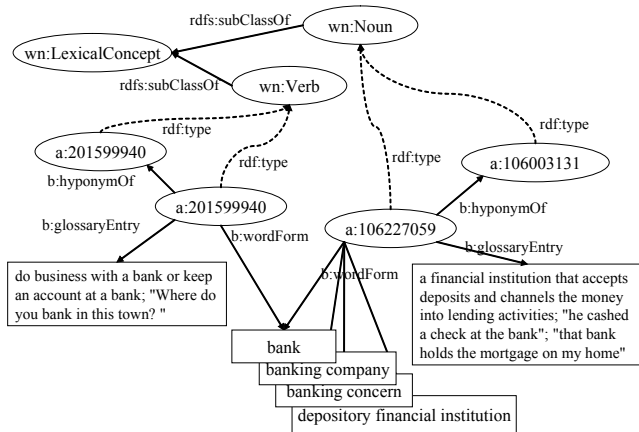 rdfs:subClassOf
wn:Noun
wn:LexicalConcept
rdfs:subClassOf
wn:Verb
rdf:type
rdf:type
rdf:type
rdf:type
a:201599940
a:106003131
b:hyponymOf
a:201599940
b:hyponymOf
b:glossaryEntry
a:106227059
b:wordForm
b:glossaryEntry
b:wordForm
do business with a bank or keep
an account at a bank; "Where do
you bank in this town? "
a financial institution that accepts
deposits and channels the money
into lending activities; "he cashed
a check at the bank"; "that bank
holds the mortgage on my home"
bank
banking company
banking concern
depository financial institution